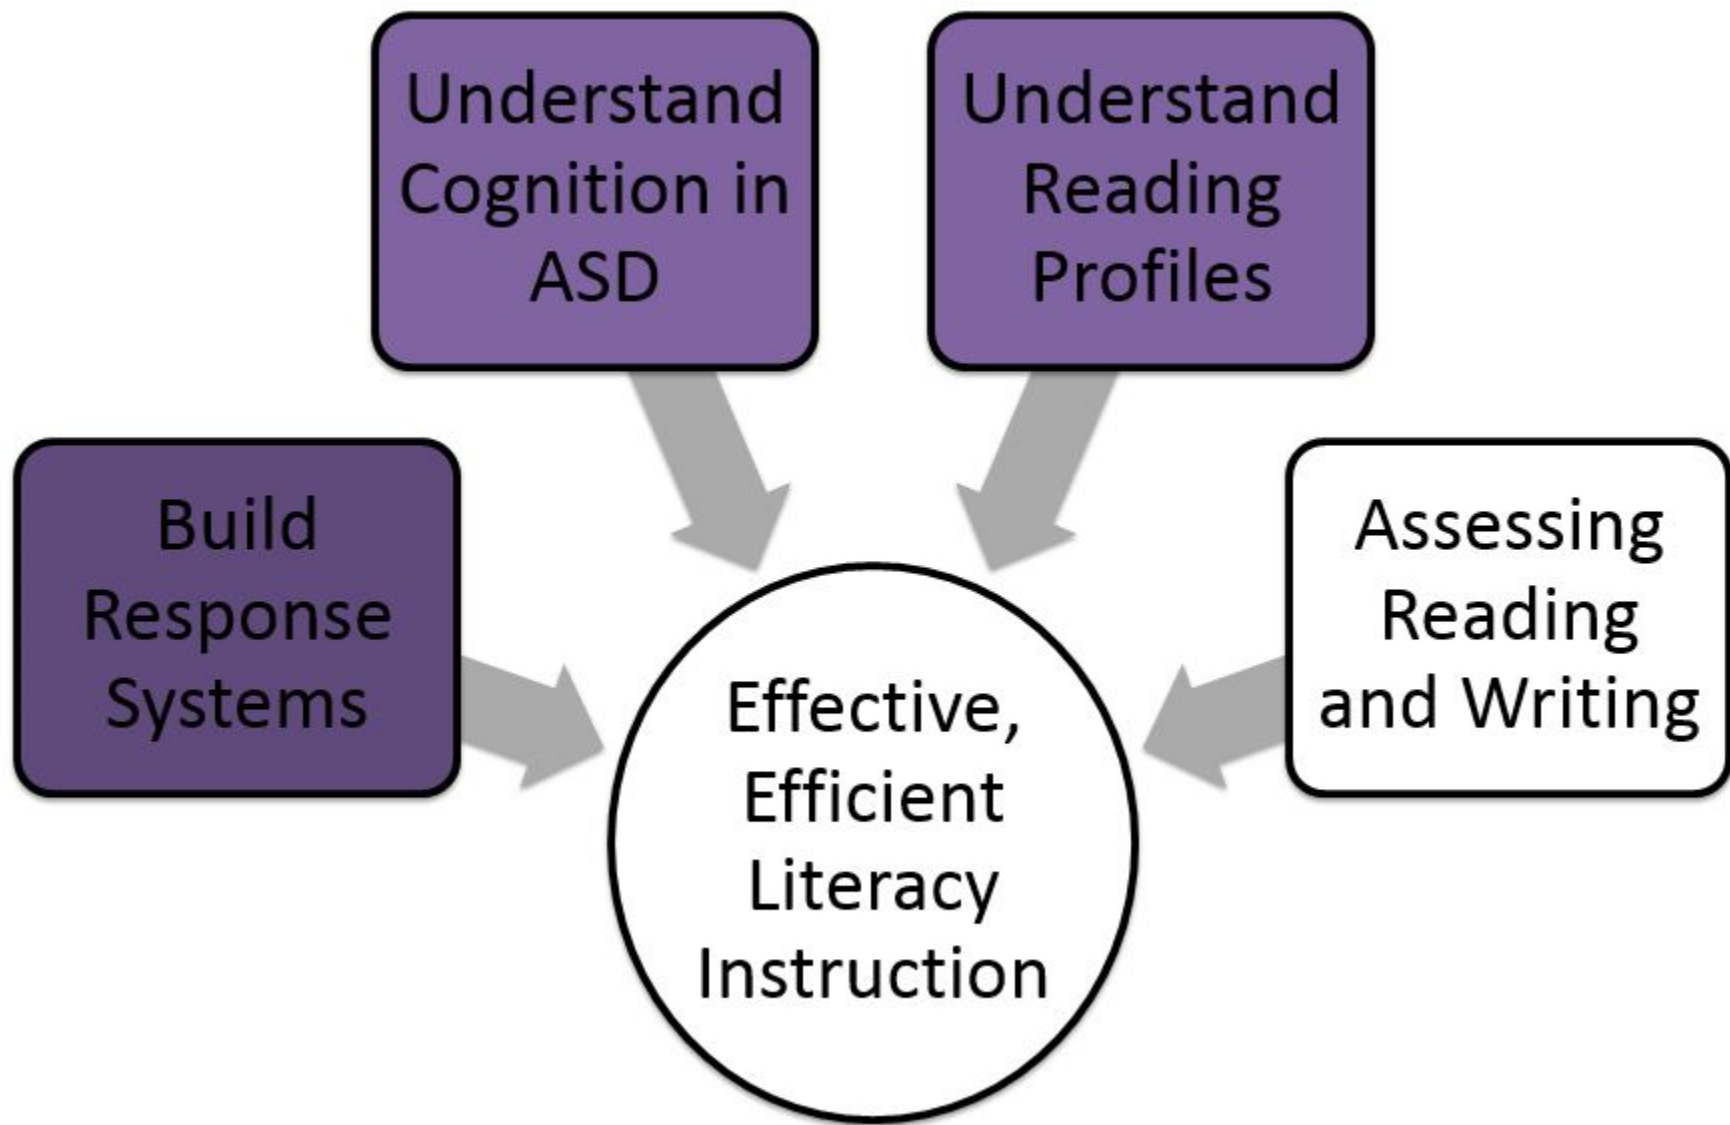 Understand
Cognition in
ASD
Understand
Reading
Profiles
Build
Response
Systems
Assessing
Reading
and Writing
Effective,
Efficient
Literacy
Instruction